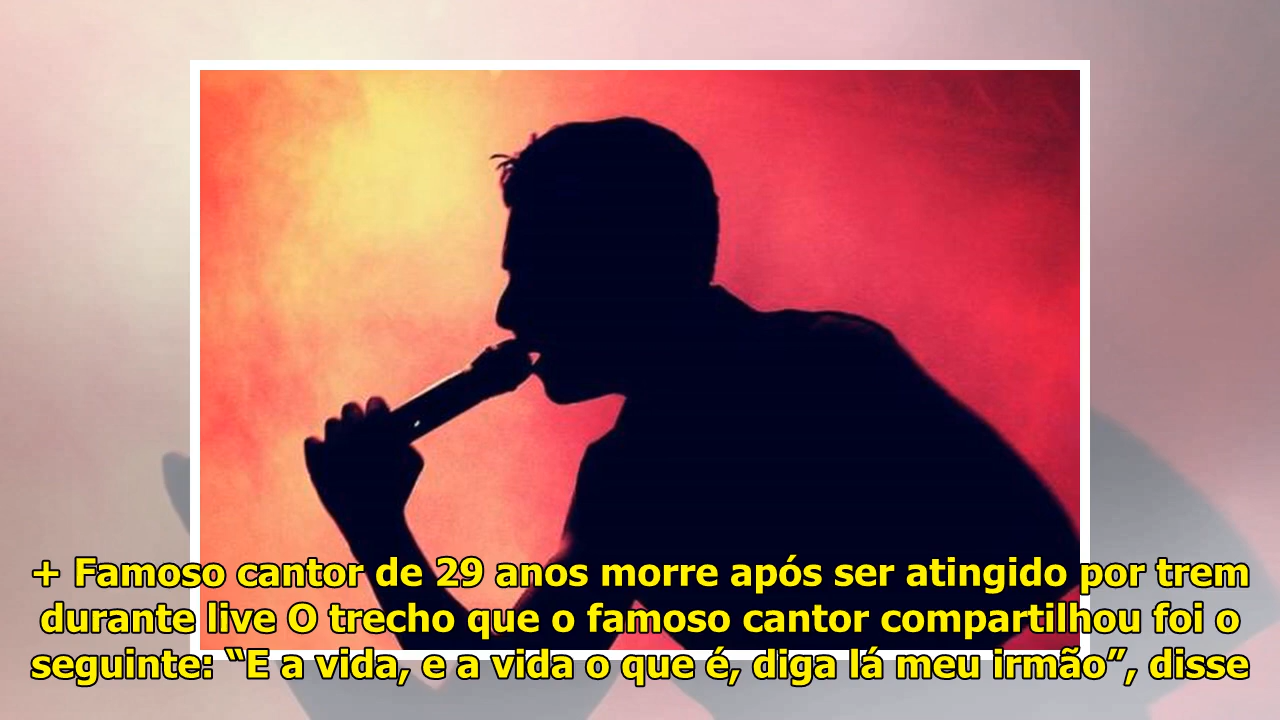 + Famoso cantor de 29 anos morre após ser atingido por trem
durante live O trecho que o famoso cantor compartilhou foi o
seguinte: “E a vida, e a vida o que é, diga lá meu irmão”, disse